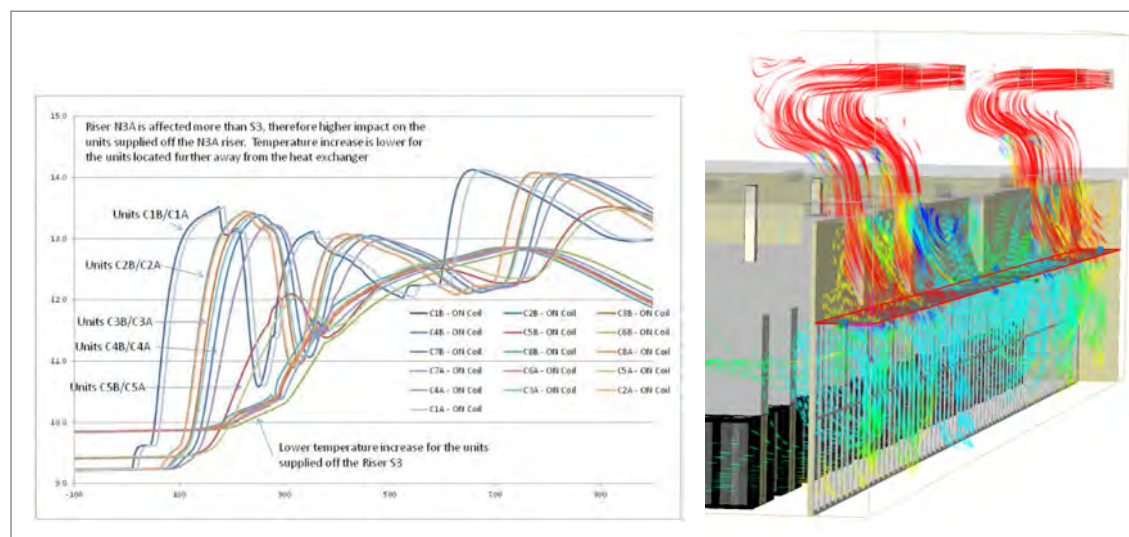 15.0
Riser N3A is affected more than S3, therefore higher impact on the
units supplied off the N3A riser. Temperature increase is lower for
the units located further away from the heat exchanger
14.0
Units C1B/C1A
13.0
Units C2B/C2A
12.0
Units C3B/C3A
C1B - ON Coil C2B - ON Coil C3B - ON Coil
Units C4B/C4A
C4B - ON Coil C5B - ON Coil C6B - ON Coil
11.0
C7B - ON Coil C8B - ON Coil C8A - ON Coil
Units C5B/C5A
C7A - ON Coil C6A - ON Coil C5A - ON Coil
C4A - ON Coil C3A - ON Coil C2A - ON Coil
C1A - ON Coil
10.0
Lower temperature increase for the units
supplied off the Riser S3
9.0
-100 100 300 500 700 900